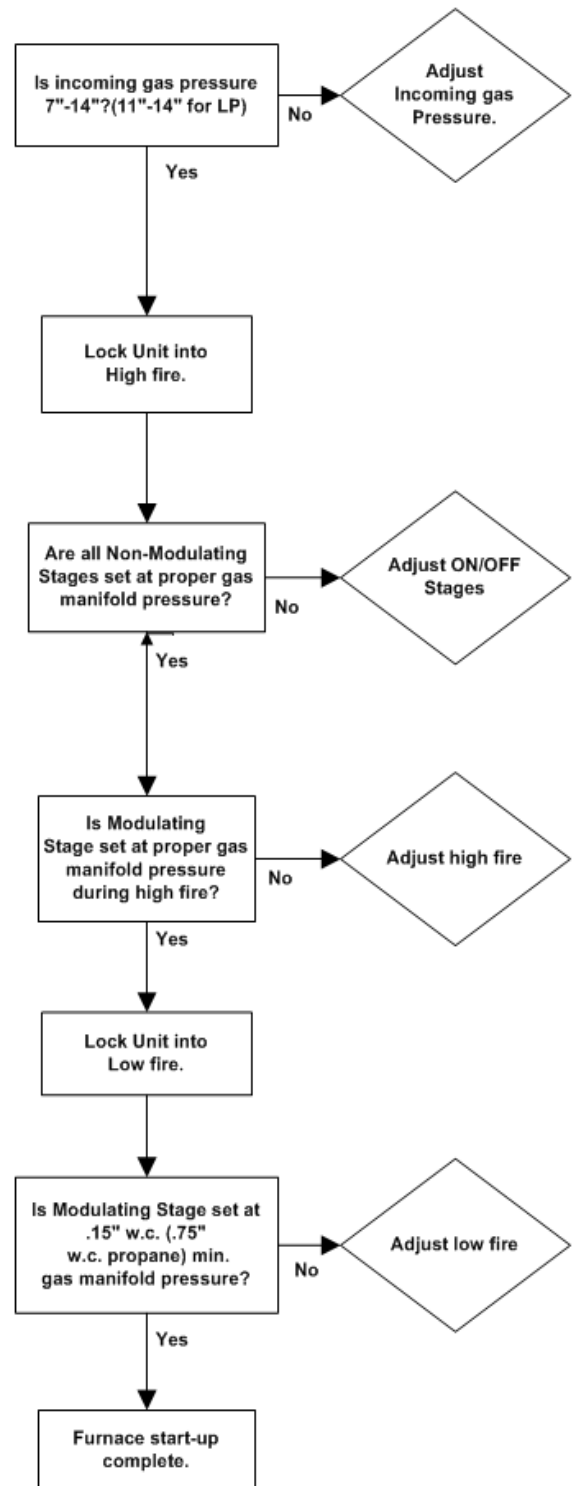 Is incoming gas pressure
7"-14"?(11"-14" for LP)
No
Adjust
Incoming gas
Pressure.
Yes
Lock Unit into
High fire.
Are all Non-Modulating
Stages set at proper gas
manifold pressure?
No
Adjust ON/OFF
Stages
Yes
Is Modulating
Stage set at proper gas
manifold pressure
during high fire?
No
Adjust high fire
Yes
Lock Unit into
Low fire.
Is Modulating Stage set at
.15" w.c. (.75"
w.c. propane) min.
gas manifold pressure?
No
Adjust low fire
Yes
Furnace start-up
complete.